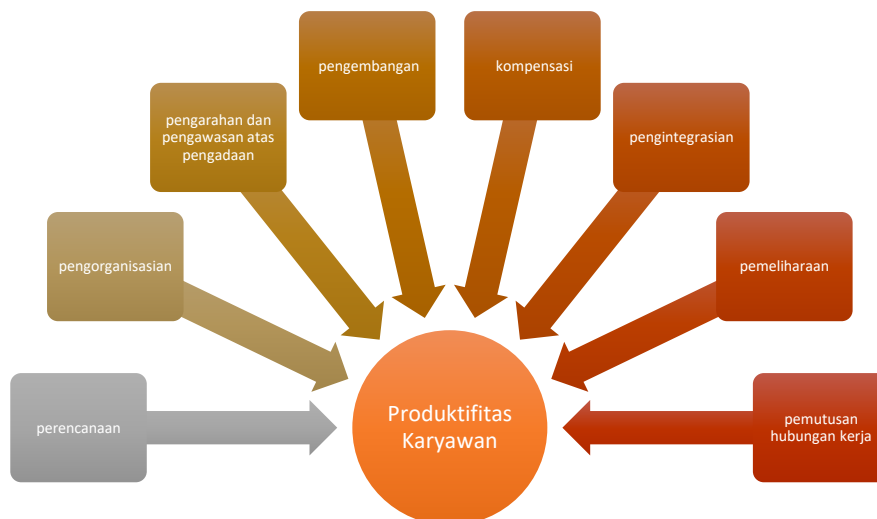 pengembangan
kompensasi
pengarahan dan
pengawasan atas
pengadaan
pengintegrasian
pengorganisasian
pemeliharaan
perencanaan
Produktifitas
Karyawan
pemutusan
hubungan kerja